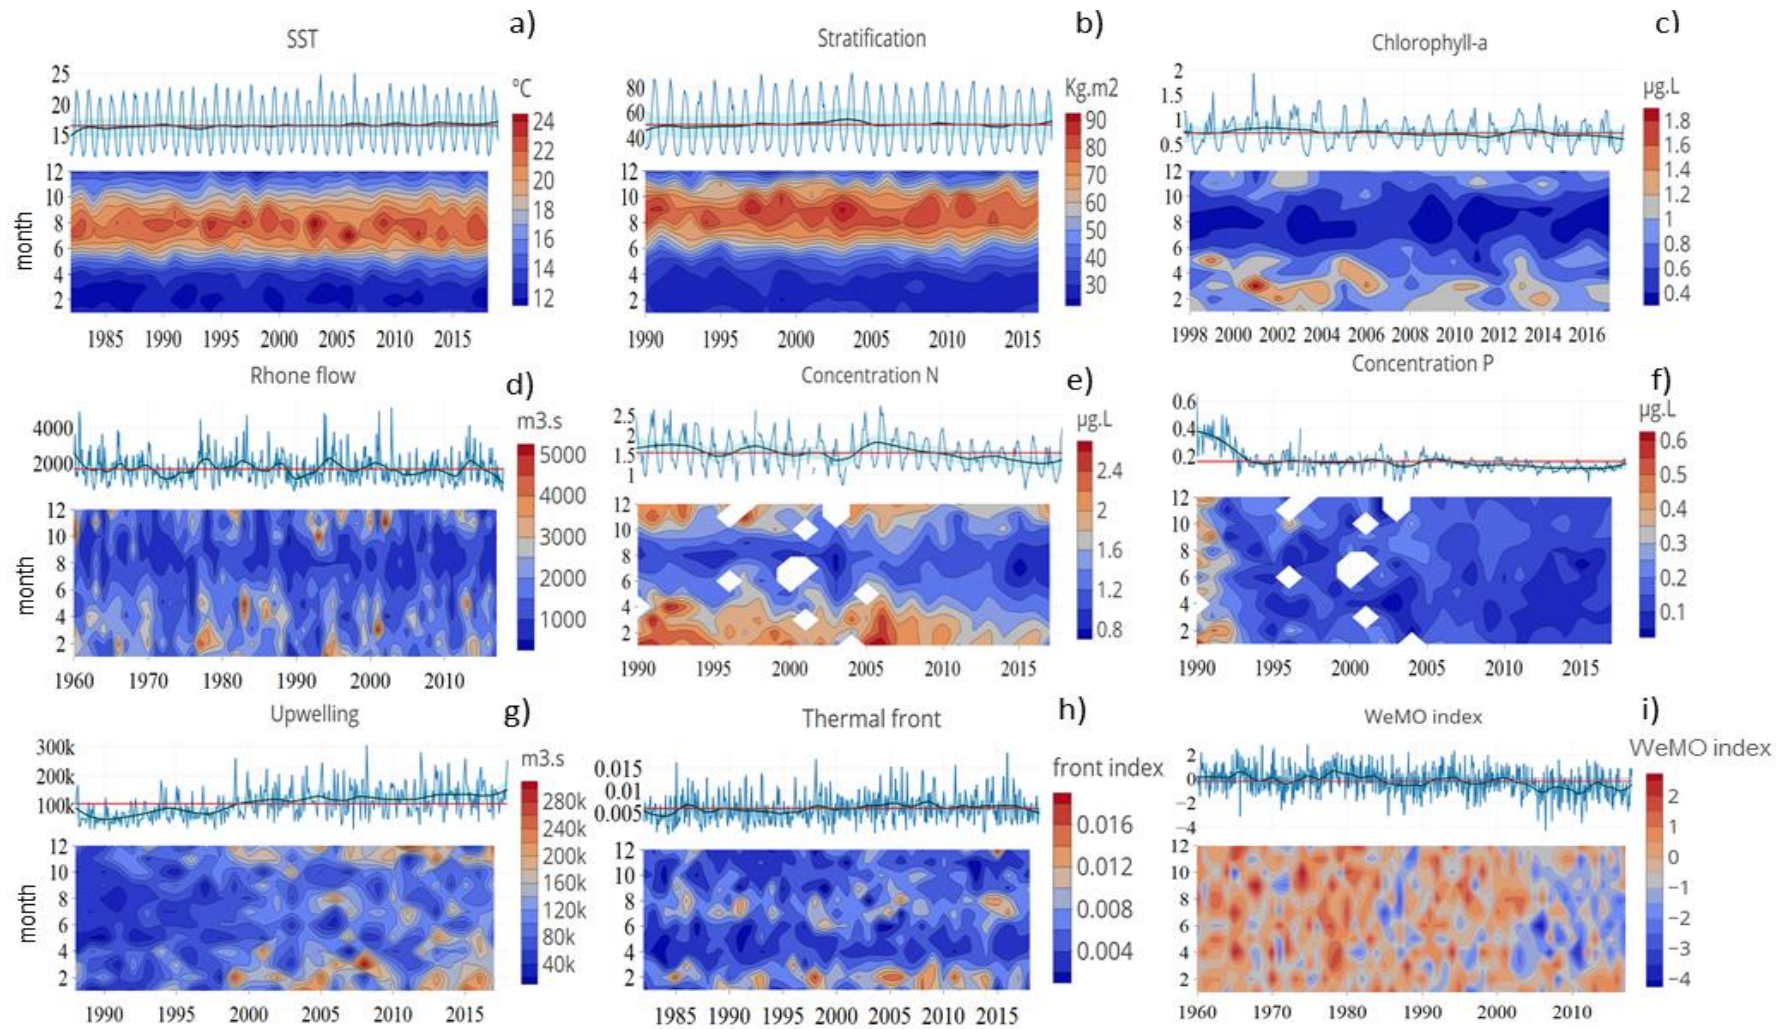 a)
SST
25
20
15
°C
24
22
20
18
16
14
12
12
10
8
6
4
2
month
1985 1990 1995 2000 2005 2010 2015
b)
Stratification
80
60
40
Kg.m2
90
80
70
60
50
40
30
12
10
8
6
4
2
1990 1995 2000 2005 2010 2015
c)
Chlorophyll-a
2
1.5
1
0.5
µg.L
1.8
1.6
1.4
1.2
1
0.8
0.6
0.4
12
10
8
6
4
2
1998 2000 2002 2004 2006 2008 2010 2012 2014 2016
d)
Rhone flow
4000
2000
m3.s
5000
4000
3000
2000
1000
12
10
8
6
4
2
month
1960 1970 1980 1990 2000 2010
e)
Concentration N
2.5
2
1.5
1
µg.L
2.4
2
1.6
1.2
0.8
12
10
8
6
4
2
1990 1995 2000 2005 2010 2015
f)
Concentration P
0.6
0.4
0.2
µg.L
0.6
0.5
0.4
0.3
0.2
0.1
12
10
8
6
4
2
1990 1995 2000 2005 2010 2015
g)
Upwelling
300k
200k
100k
m3.s
280k
240k
200k
160k
120k
80k
40k
12
10
8
6
4
2
month
1990 1995 2000 2005 2010 2015
h)
Thermal front
0.015
0.01
0.005
front index
0.016
0.012
0.008
0.004
12
10
8
6
4
2
1985 1990 1995 2000 2005 2010 2015
i)
WeMO index
2
0
−2
−4
WeMO index
2
1
0
−1
−2
−3
−4
12
10
8
6
4
2
1960 1970 1980 1990 2000 2010